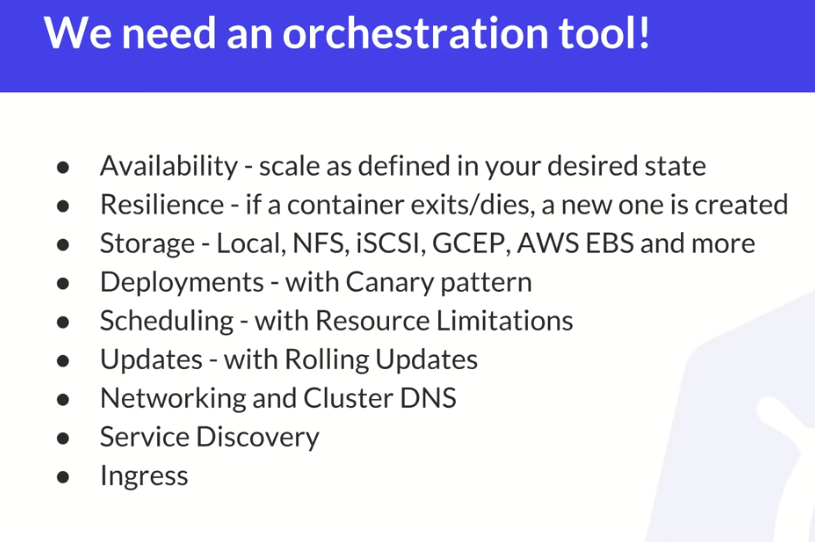 We need an orchestration tool!
● Availability - scale as defined in your desired state
● Resilience - if a container exits/dies, a new one is created
● Storage - Local, NFS, iSCSI, GCEP, AWS EBS and more
● Deployments - with Canary pattern
● Scheduling - with Resource Limitations
● Updates - with Rolling Updates
● Networking and Cluster DNS
● Service Discovery
● Ingress